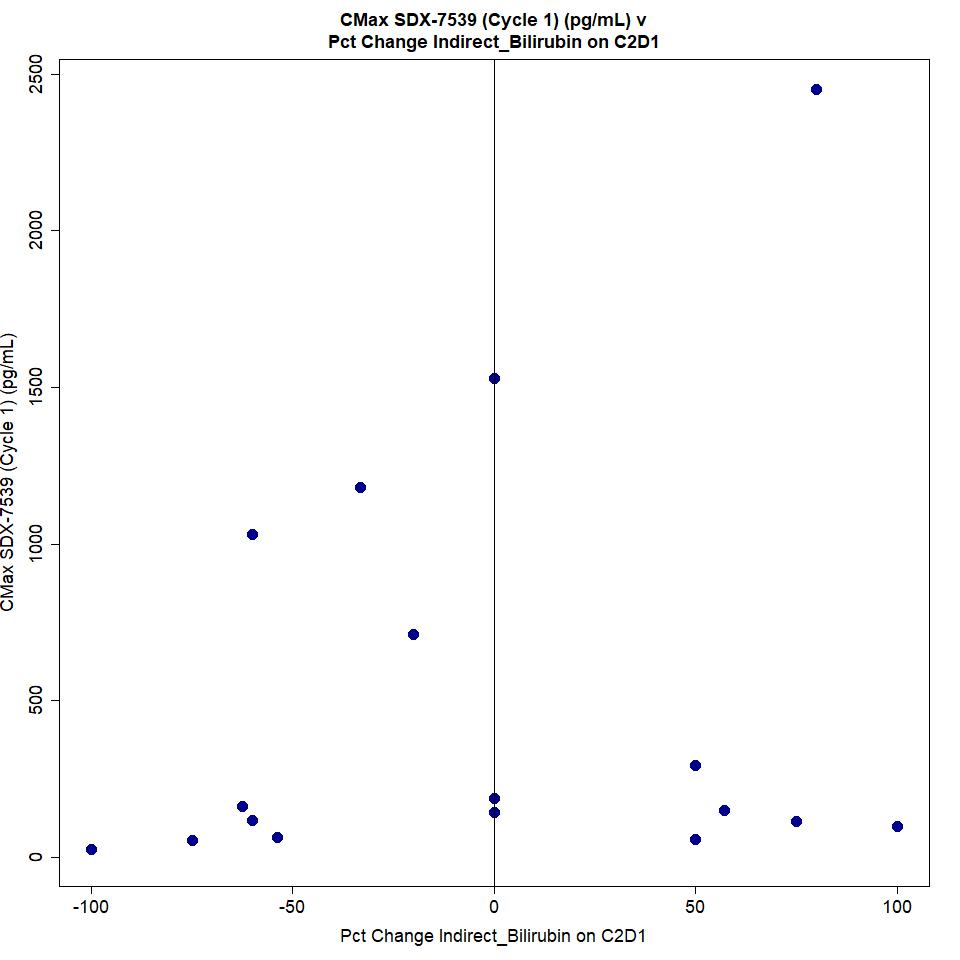 CMax SDX-7539 (Cycle 1) (pg/mL) v
Pct Change Indirect_Bilirubin on C2D1
2500
2000
1500
1000
500
0
CMax SDX-7539 (Cycle 1) (pg/mL)
-100
-50
0
50
100
Pct Change Indirect_Bilirubin on C2D1